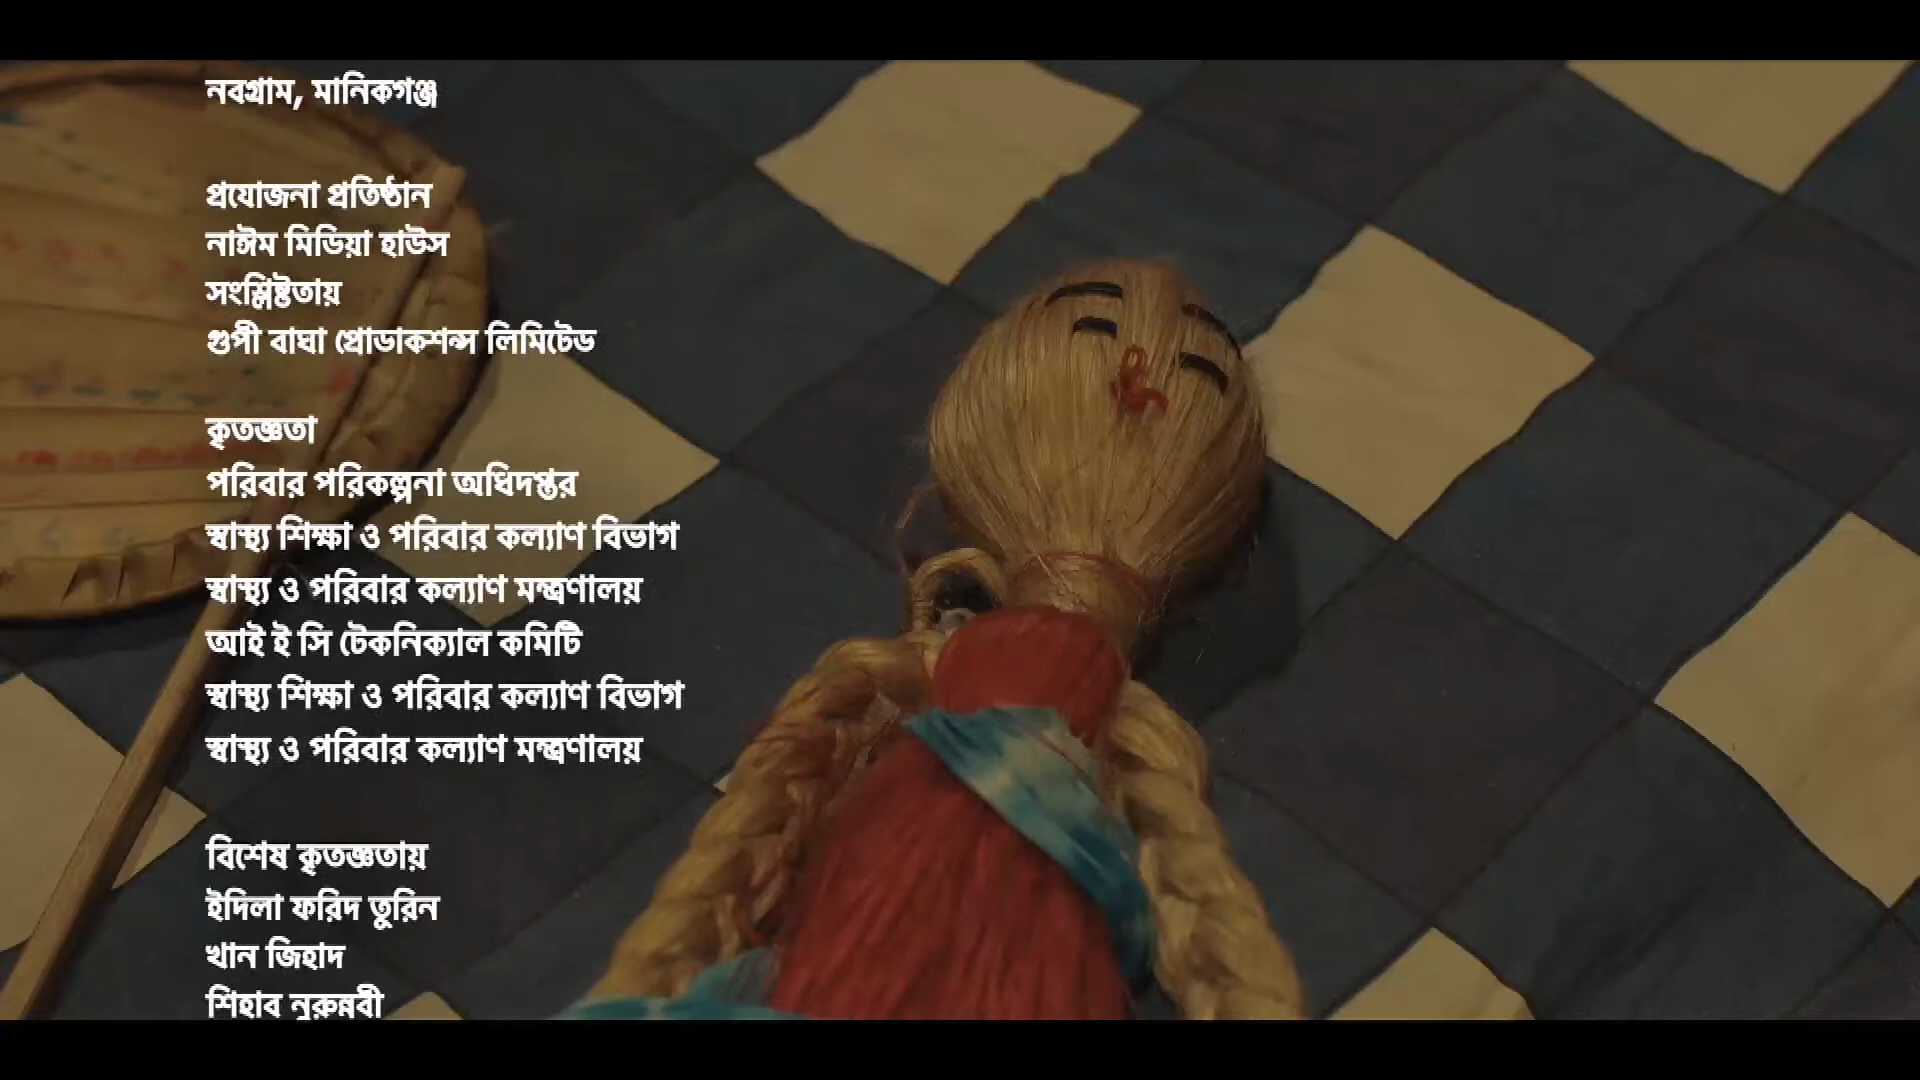 নবগ্রাম, মানিকগঞ্জ
প্রযোজনা প্রতিষ্ঠান
নাঈম মিডিয়া হাউস
সংশ্লিষ্টতায়
গুপী বাঘা প্রোডাকশন্স লিমিটেড
কৃতজ্ঞতা
পরিবার পরিকল্পনা অধিদপ্তর
স্বাস্থ্য শিক্ষা ও পরিবার কল্যাণ বিভাগ
স্বাস্থ্য ও পরিবার কল্যাণ মন্ত্রণালয়
আই ই সি টেকনিক্যাল কমিটি
স্বাস্থ্য শিক্ষা ও পরিবার কল্যাণ বিভাগ
স্বাস্থ্য ও পরিবার কল্যাণ মন্ত্রণালয়
বিশেষ কৃতজ্ঞতায়
ইদিলা ফরিদ তুরিন
খান জিহাদ
শিহাব নুরুন্নবী